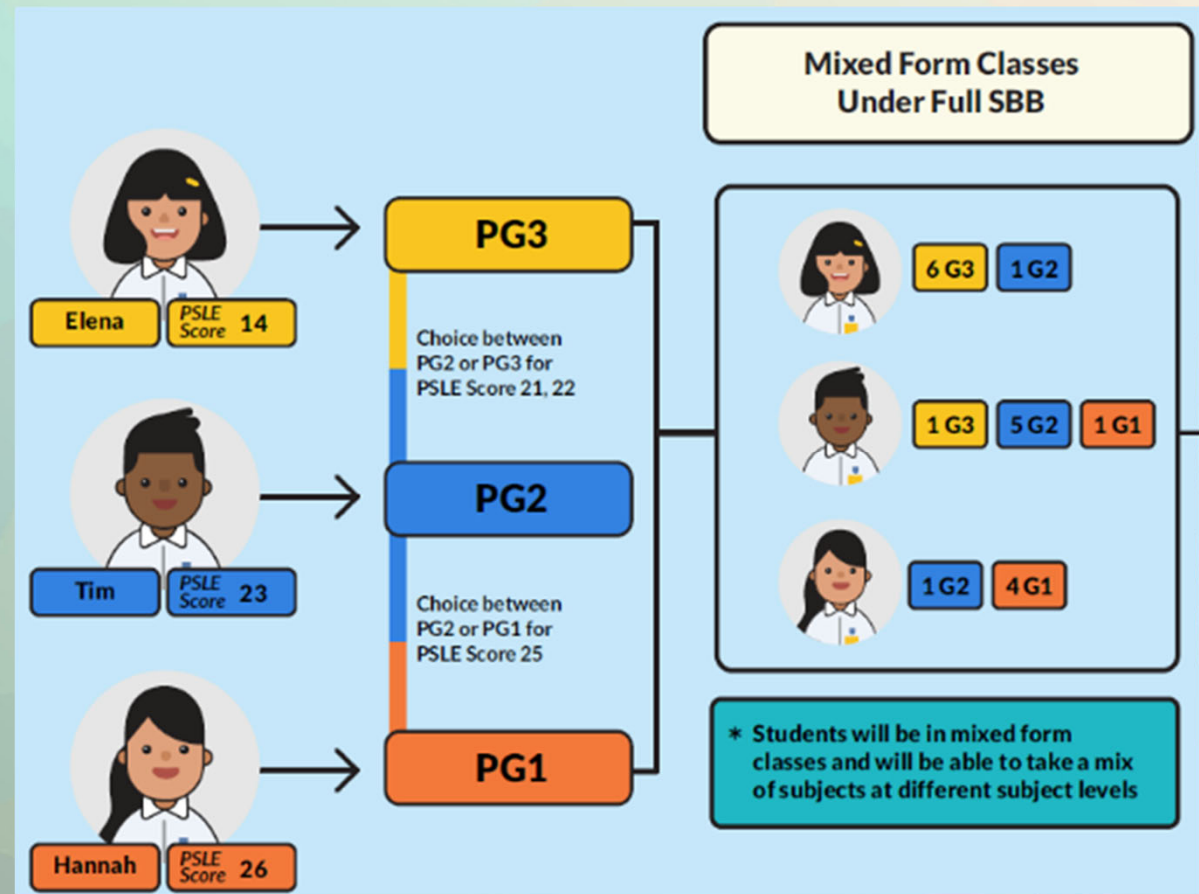 Mixed Form Classes
Under Full SBB
Elena
PSLE
Score 14
PG3
Choice between
PG2 or PG3 for
PSLE Score 21, 22
Tim
PSLE
Score 23
PG2
Choice between
PG2 or PG1 for
PSLE Score 25
Hannah
PSLE
Score 26
PG1
6 G3 1 G2
1 G3 5 G2 1 G1
1 G2 4 G1
* Students will be in mixed form
classes and will be able to take a mix
of subjects at different subject levels